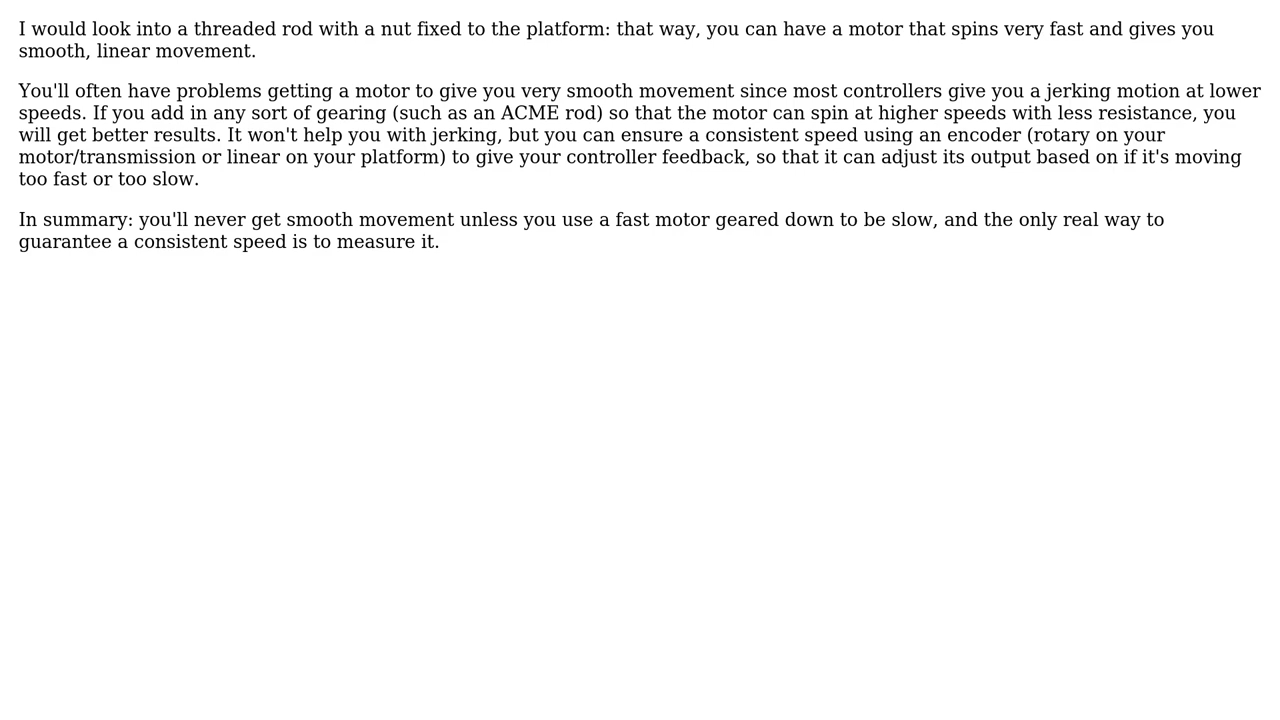 I would look into a threaded rod with a nut fixed to the platform: that way, you can have a motor that spins very fast and gives you
smooth, linear movement.
You'll often have problems getting a motor to give you very smooth movement since most controllers give you a jerking motion at lower
speeds. If you add in any sort of gearing (such as an ACME rod) so that the motor can spin at higher speeds with less resistance, you
will get better results. It won't help you with jerking, but you can ensure a consistent speed using an encoder (rotary on your
motor/transmission or linear on your platform) to give your controller feedback, so that it can adjust its output based on if it's moving
too fast or too slow.
In summary: you'll never get smooth movement unless you use a fast motor geared down to be slow, and the only real way to
guarantee a consistent speed is to measure it.